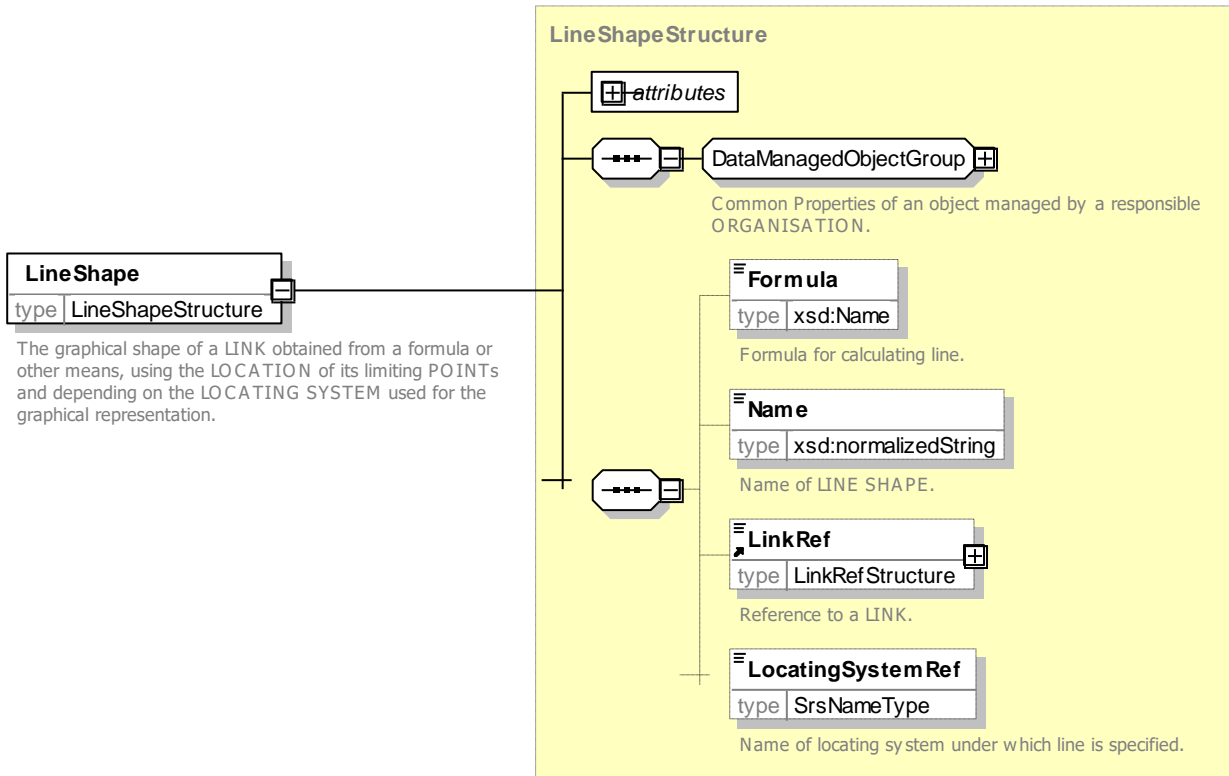 LineShapeStructure
attributes
DataManagedObjectGroup
Common Properties of an object managed by a responsible
ORGANISATION.
LineShape
type LineShapeStructure
The graphical shape of a LINK obtained from a formula or
other means, using the LOCATION of its limiting POINTs
and depending on the LOCATING SYSTEM used for the
graphical representation.
Formula
type xsd:Name
Formula for calculating line.
Name
type xsd:normalizedString
Name of LINE SHAPE.
LinkRef
type LinkRefStructure
Reference to a LINK.
LocatingSystemRef
type SrsNameType
Name of locating system under which line is specified.